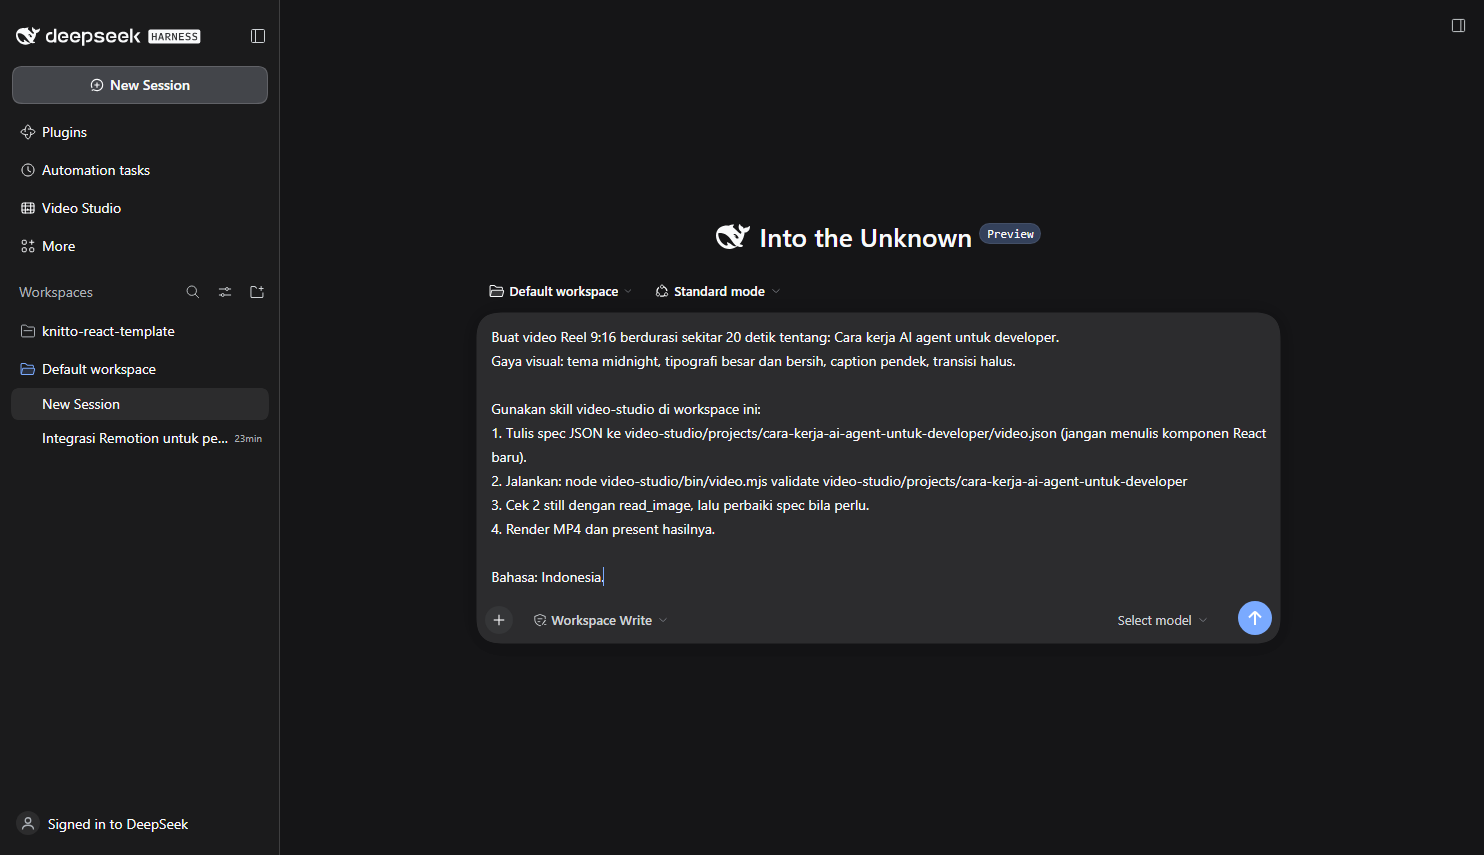 deepseek HARNESS
New Session
Plugins
Automation tasks
Video Studio
More
Workspaces
knitto-react-template
Default workspace
New Session
Integrasi Remotion untuk pe... 23min
Signed in to DeepSeek
Into the Unknown Preview
Default workspace Standard mode
Buat video Reel 9:16 berdurasi sekitar 20 detik tentang: Cara kerja AI agent untuk developer.
Gaya visual: tema midnight, tipografi besar dan bersih, caption pendek, transisi halus.
Gunakan skill video-studio di workspace ini:
1. Tulis spec JSON ke video-studio/projects/cara-kerja-ai-agent-untuk-developer/video.json (jangan menulis komponen React
baru).
2. Jalankan: node video-studio/bin/video.mjs validate video-studio/projects/cara-kerja-ai-agent-untuk-developer
3. Cek 2 still dengan read_image, lalu perbaiki spec bila perlu.
4. Render MP4 dan present hasilnya.
Bahasa: Indonesia.
Workspace Write Select model